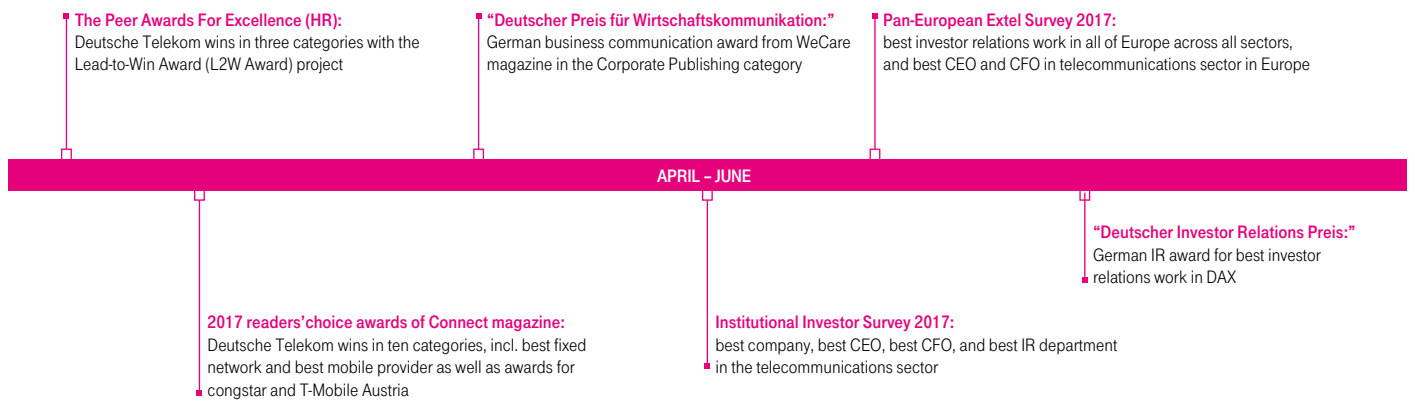 The Peer Awards For Excellence (HR):
Deutsche Telekom wins in three categories with the
Lead-to-Win Award (L2W Award) project
“Deutscher Preis für Wirtschaftskommunikation:”
German business communication award from WeCare
magazine in the Corporate Publishing category
Pan-European Extel Survey 2017:
best investor relations work in all of Europe across all sectors,
and best CEO and CFO in telecommunications sector in Europe
APRIL – JUNE
2017 readers’choice awards of Connect magazine:
Deutsche Telekom wins in ten categories, incl. best fixed
network and best mobile provider as well as awards for
congstar and T-Mobile Austria
Institutional Investor Survey 2017:
best company, best CEO, best CFO, and best IR department
in the telecommunications sector
“Deutscher Investor Relations Preis:”
German IR award for best investor
relations work in DAX